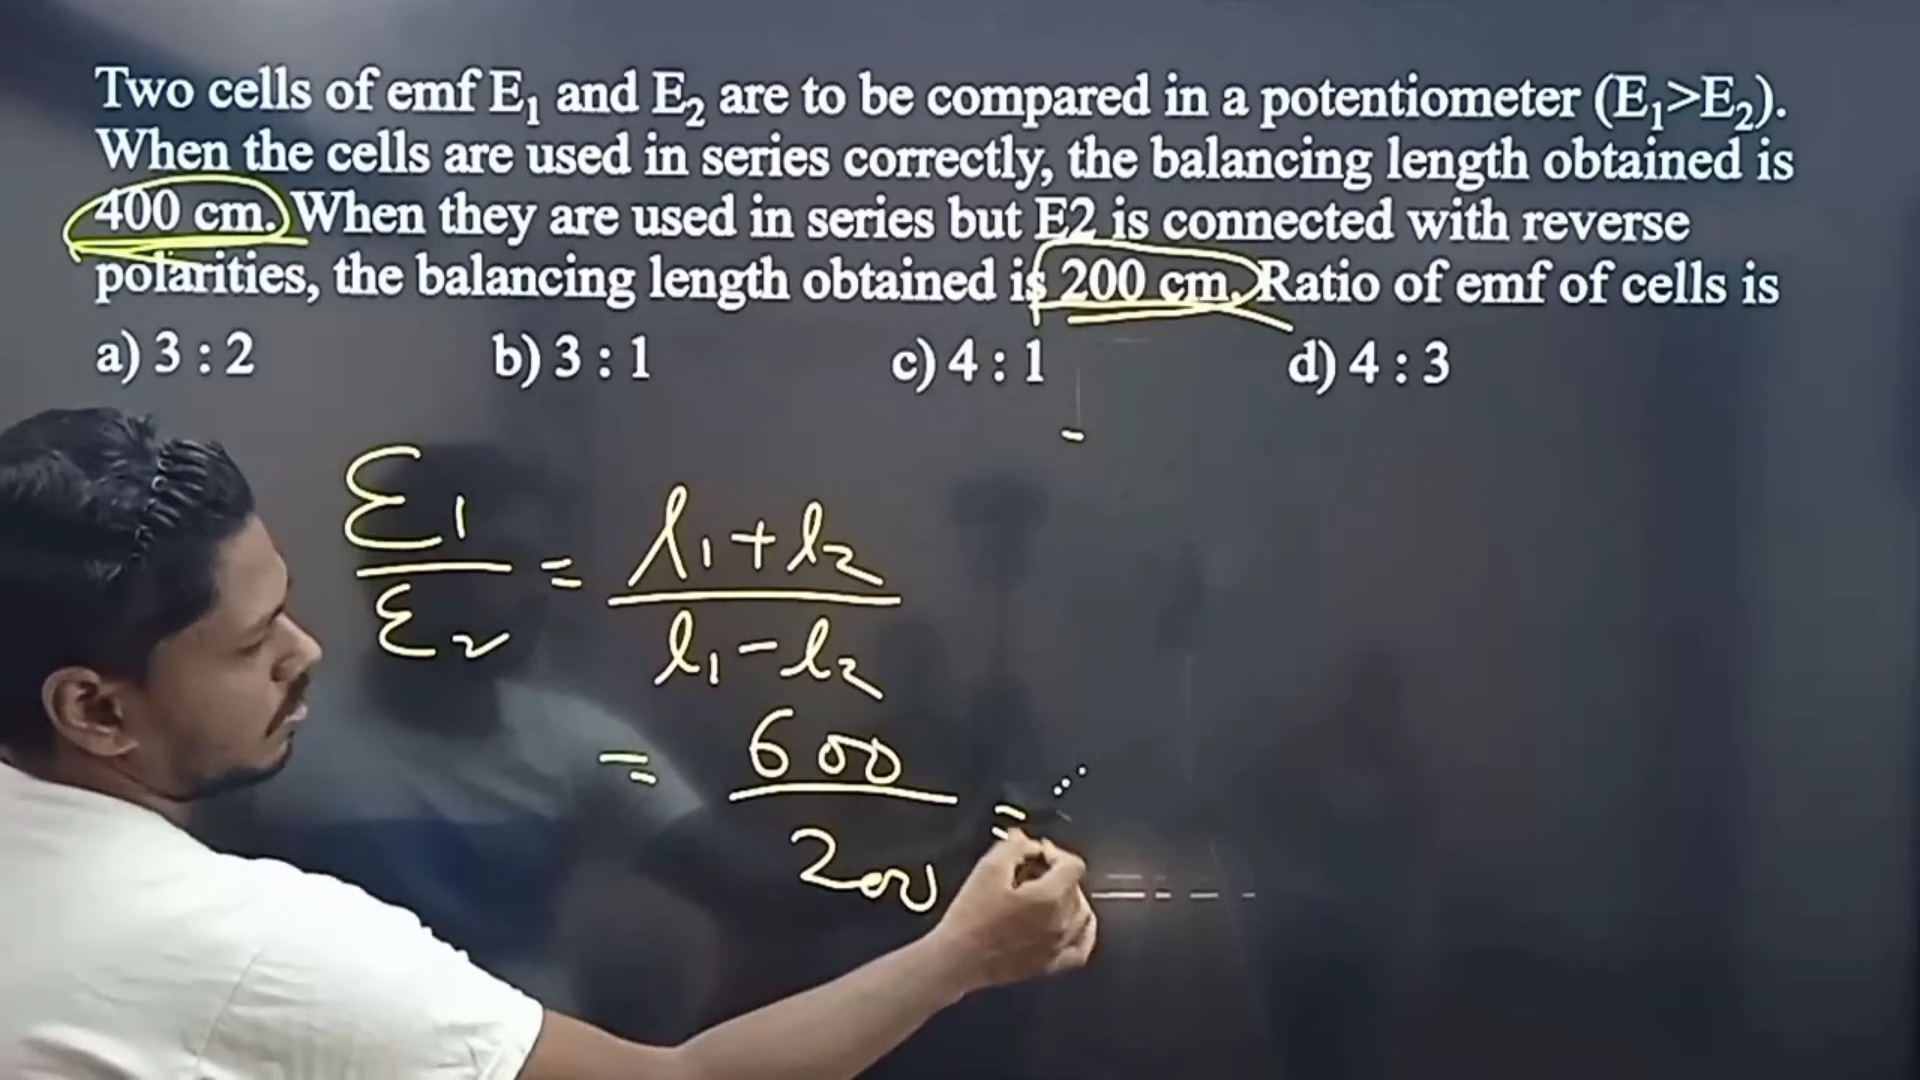 Two cells of emf E₁ and E₂ are to be compared in a potentiometer (E₁>E₂).
When the cells are used in series correctly, the balancing length obtained is
400 cm. When they are used in series but E2 is connected with reverse
polarities, the balancing length obtained is 200 cm. Ratio of emf of cells is
a) 3 : 2 b) 3 : 1 c) 4 : 1 d) 4 : 3
ε₁/ε₂ = l₁+l₂/l₁-l₂
= 600/200 =